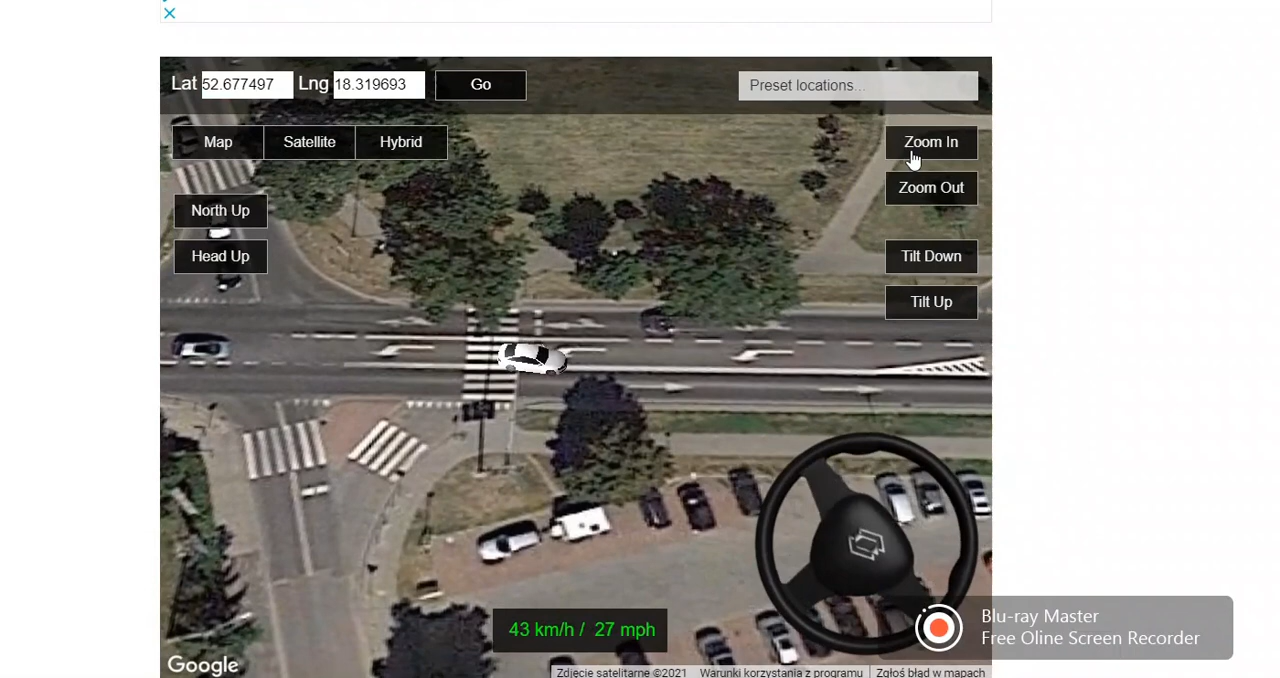 Lat 52.677497 Lng 18.319693 Go Preset locations...
Map Satellite Hybrid Zoom In
Zoom Out
North Up
Head Up Tilt Down
Tilt Up
43 km/h / 27 mph
Blu-ray Master
Free Oline Screen Recorder
Google Zdjęcie satelitarne ©2021 Warunki korzystania z programu Zgłoś błąd w mapach